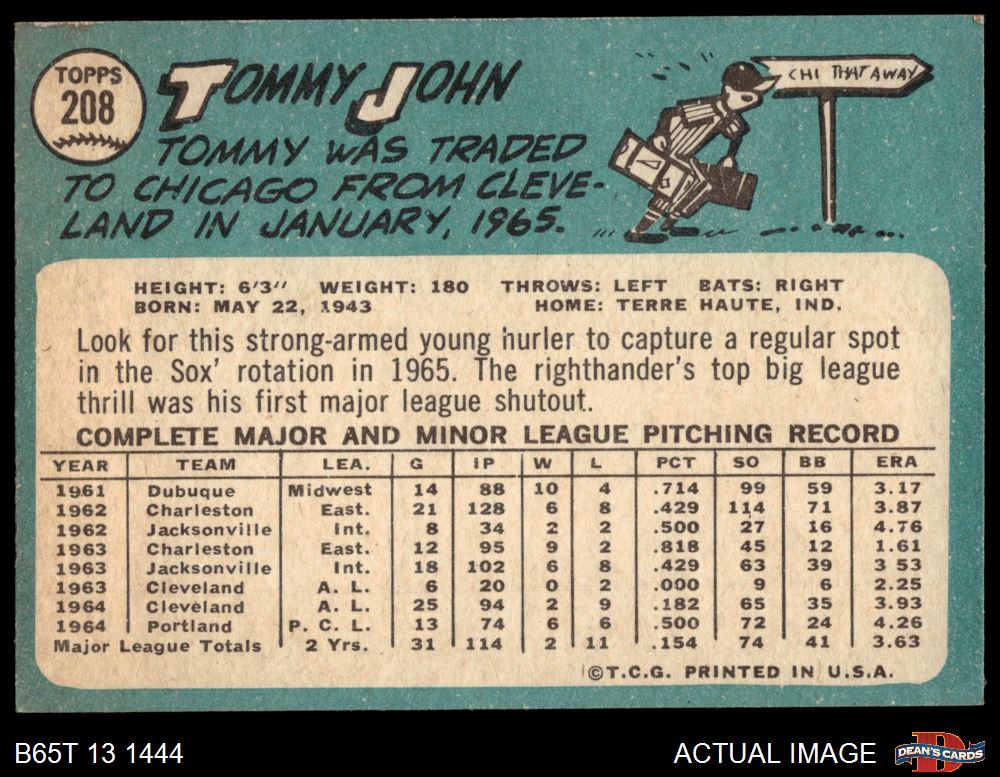 TOPPS
208
TOMMY JOHN
TOMMY WAS TRADED
TO CHICAGO FROM CLEVE-
LAND IN JANUARY, 1965.
CHI THAT AWAY
HEIGHT: 6'3" WEIGHT: 180 THROWS: LEFT BATS: RIGHT
BORN: MAY 22, 1943 HOME: TERRE HAUTE, IND.
Look for this strong-armed young hurler to capture a regular spot
in the Sox' rotation in 1965. The righthander's top big league
thrill was his first major league shutout.
COMPLETE MAJOR AND MINOR LEAGUE PITCHING RECORD
YEAR TEAM LEA. G IP W L PCT SO BB ERA
1961 Dubuque Midwest 14 88 10 4 .714 99 59 3.17
1962 Charleston East. 21 128 6 8 .429 114 71 3.87
1962 Jacksonville Int. 8 34 2 2 .500 27 16 4.76
1963 Charleston East. 12 95 9 2 .818 45 12 1.61
1963 Jacksonville Int. 18 102 6 8 .429 63 39 3 53
1963 Cleveland A. L. 6 20 0 2 .000 9 6 2.25
1964 Cleveland A. L. 25 94 2 9 .182 65 35 3.93
1964 Portland P. C. L. 13 74 6 6 .500 72 24 4.26
Major League Totals 2 Yrs. 31 114 2 11 .154 74 41 3.63
©T.C.G. PRINTED IN U.S.A.
B65T 13 1444 ACTUAL IMAGE DEAN'S CARDS